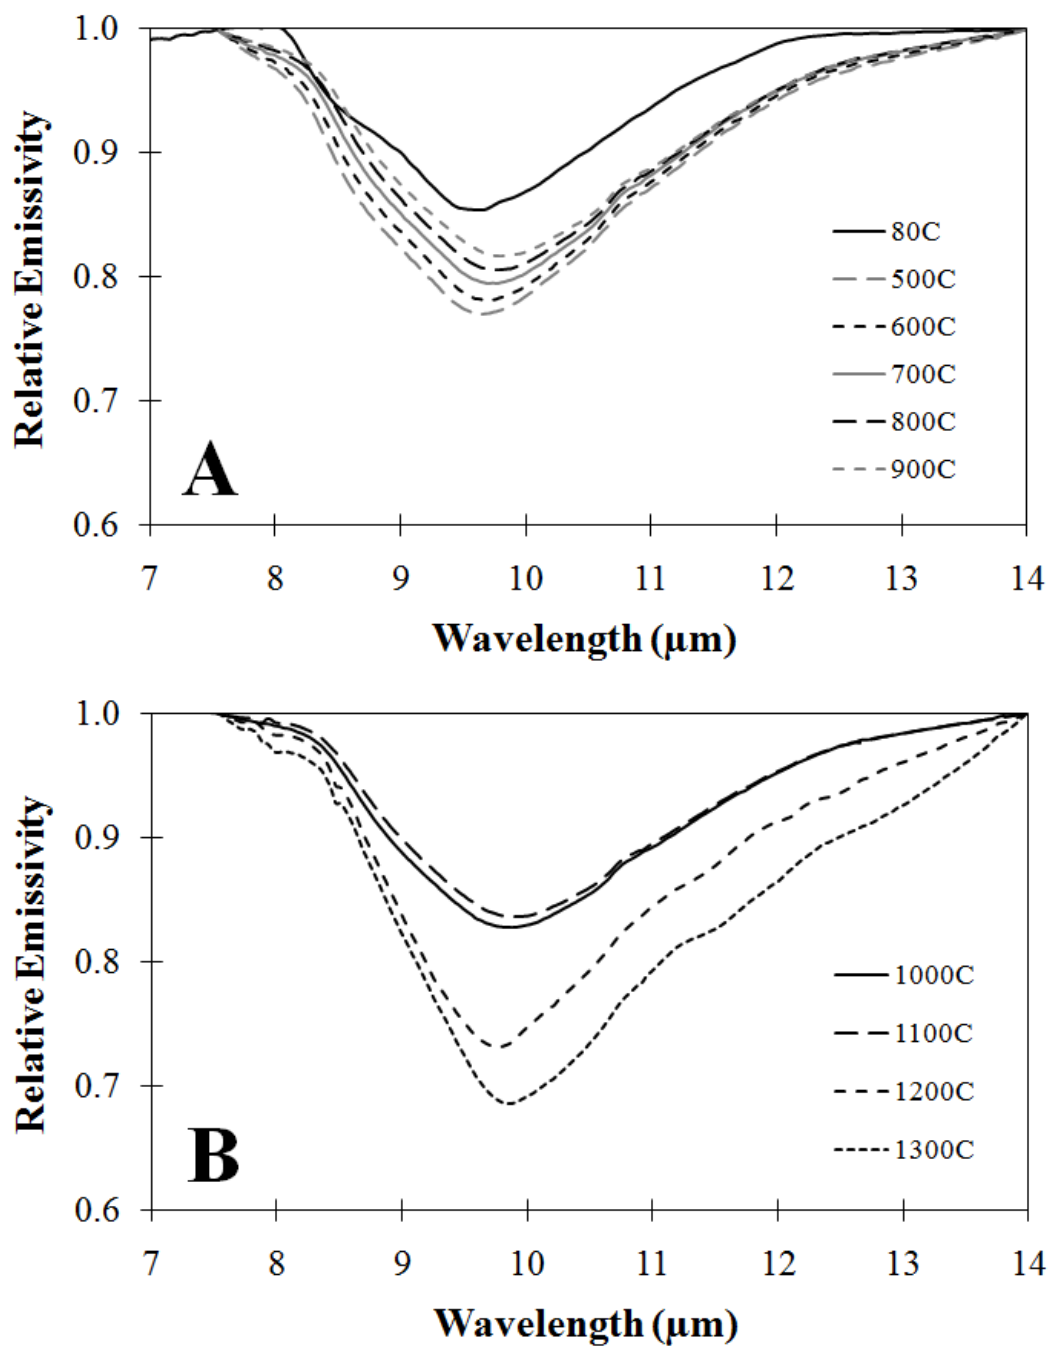 1.0
0.9
0.8
0.7
0.6
Relative Emissivity
80C
500C
600C
700C
800C
900C
A
7 8 9 10 11 12 13 14
Wavelength (µm)
1.0
0.9
0.8
0.7
0.6
Relative Emissivity
1000C
1100C
1200C
1300C
B
7 8 9 10 11 12 13 14
Wavelength (µm)